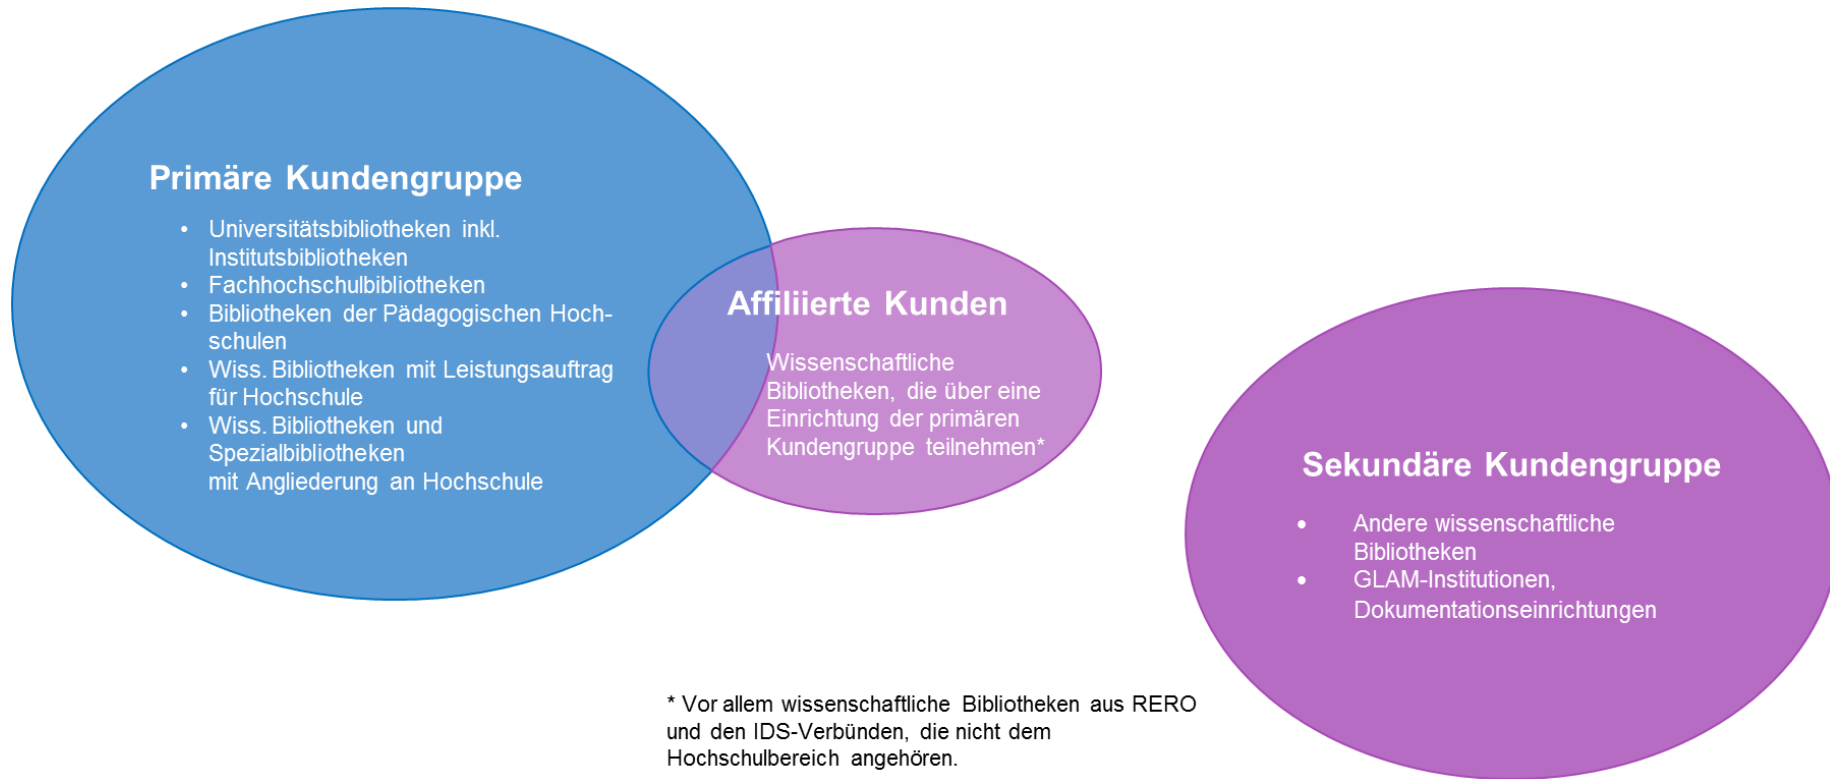 Primäre Kundengruppe
• Universitätsbibliotheken inkl.
Institutsbibliotheken
• Fachhochschulbibliotheken
• Bibliotheken der Pädagogischen Hoch-
schulen
• Wiss. Bibliotheken mit Leistungsauftrag
für Hochschule
• Wiss. Bibliotheken und
Spezialbibliotheken
mit Angliederung an Hochschule
Affiliierte Kunden
Wissenschaftliche
Bibliotheken, die über eine
Einrichtung der primären
Kundengruppe teilnehmen*
Sekundäre Kundengruppe
• Andere wissenschaftliche
Bibliotheken
• GLAM-Institutionen,
Dokumentationseinrichtungen
* Vor allem wissenschaftliche Bibliotheken aus RERO
und den IDS-Verbünden, die nicht dem
Hochschulbereich angehören.